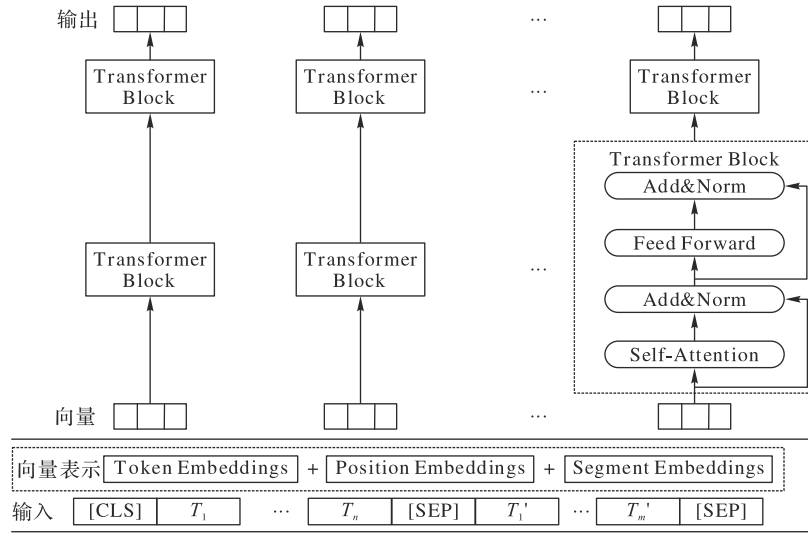 输出
...
Transformer Block
Transformer Block
...
Transformer Block
Transformer Block
Add&Norm
Feed Forward
Add&Norm
Self-Attention
Transformer Block
Transformer Block
...
向量
...
向量表示 Token Embeddings + Position Embeddings + Segment Embeddings
输入 [CLS] T₁ ... Tₙ [SEP] T₁' ... Tₘ' [SEP]